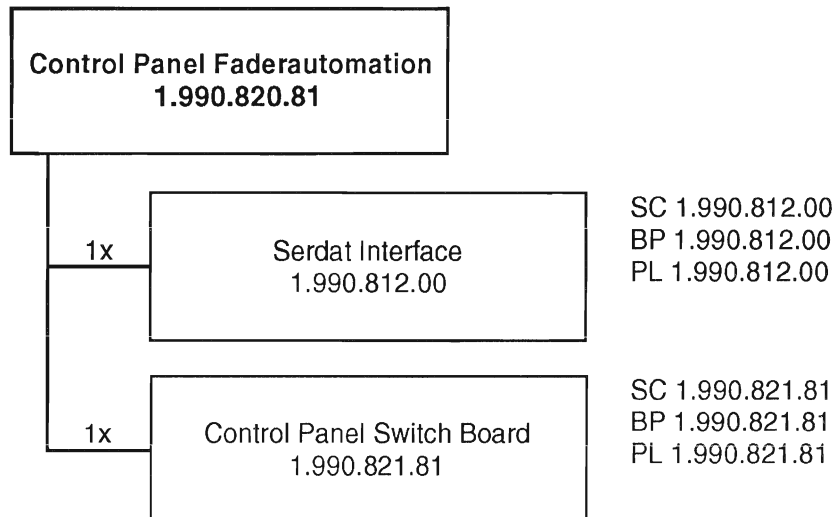 Control Panel Faderautomation
1.990.820.81
1x
Serdat Interface
1.990.812.00
SC 1.990.812.00
BP 1.990.812.00
PL 1.990.812.00
1x
Control Panel Switch Board
1.990.821.81
SC 1.990.821.81
BP 1.990.821.81
PL 1.990.821.81